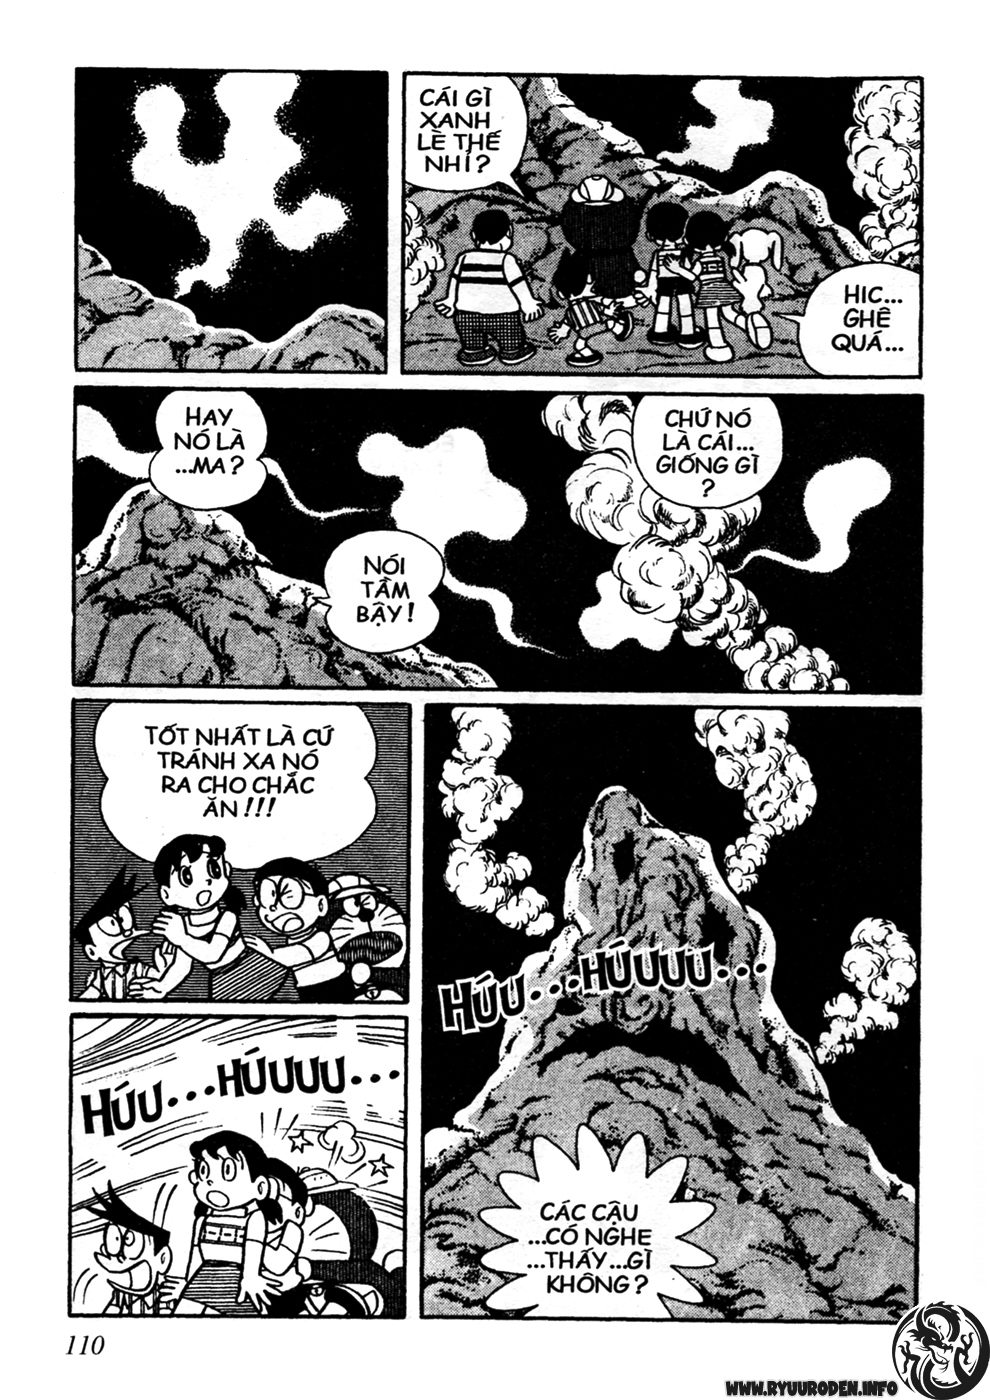 CÁI GÌ
XANH
LÈ THẾ
NHỈ?
HIC...
GHÊ
QUÁ...
HAY
NÓ LÀ
...MA?
CHỨ NÓ
LÀ CÁI...
GIỐNG GÌ
?
NÓI
TẦM
BẬY!
TỐT NHẤT LÀ CỨ
TRÁNH XA NÓ
RA CHO CHẮC
ĂN!!!
HÚU...HÚUUU...
HÚU...HÚUUU...
CÁC CẬU
...CÓ NGHE
...THẤY...GÌ
KHÔNG?
110
WWW.RYUURODEN.INFO